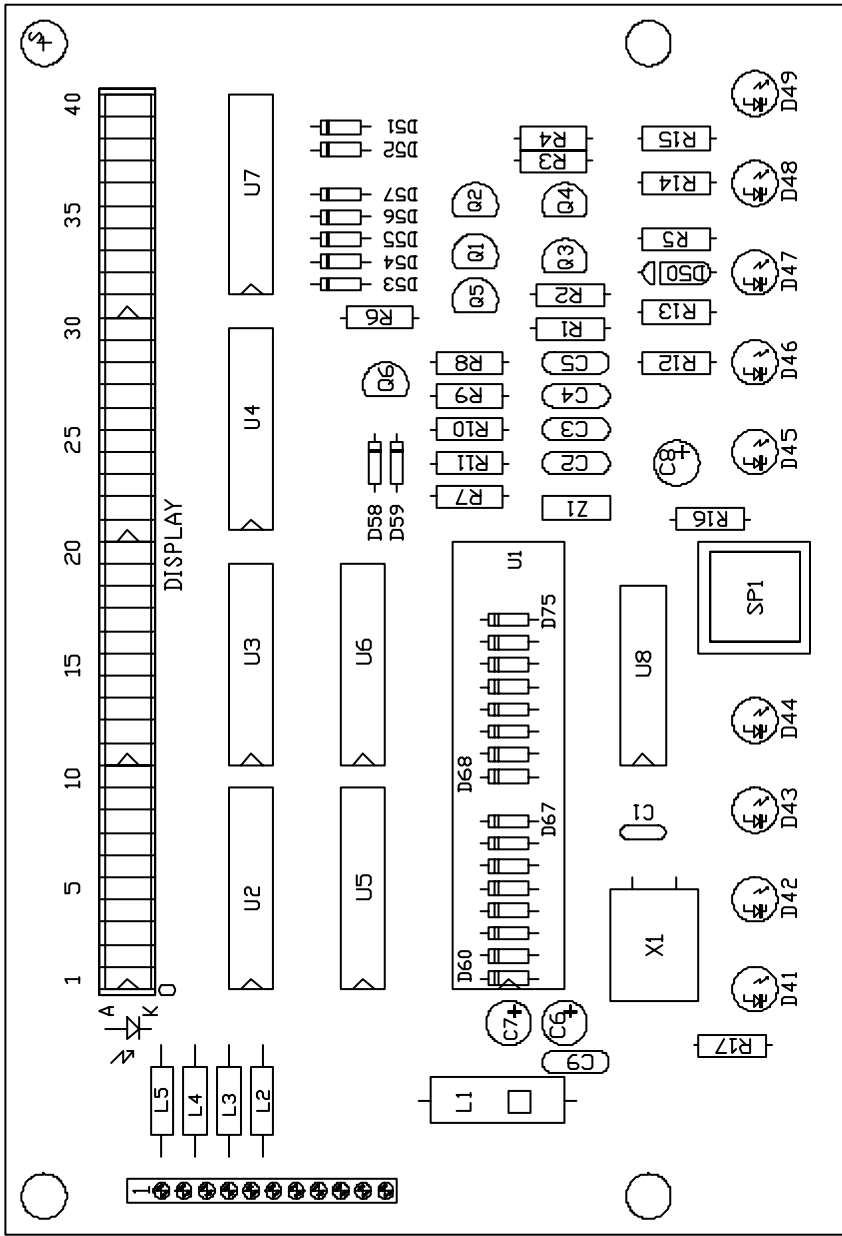 S
40
35
30
25
20
15
10
5
1
DISPLAY
A
K
0
U7
U4
U3
U2
U6
U5
D51
D52
D57
D56
D55
D54
D53
R6
Q6
D58
D59
Q2
Q1
Q5
Q4
Q3
R4
R3
R2
R1
R8
R9
R10
R11
R7
C5
C4
C3
C2
Z1
R15
R14
R5
D50
R13
R12
C8
+
R16
D49
D48
D47
D46
D45
U1
D75
D68
D67
D60
U8
SP1
D44
D43
D42
D41
C1
X1
C7
+
C6
+
C9
R17
L5
L4
L3
L2
L1
1